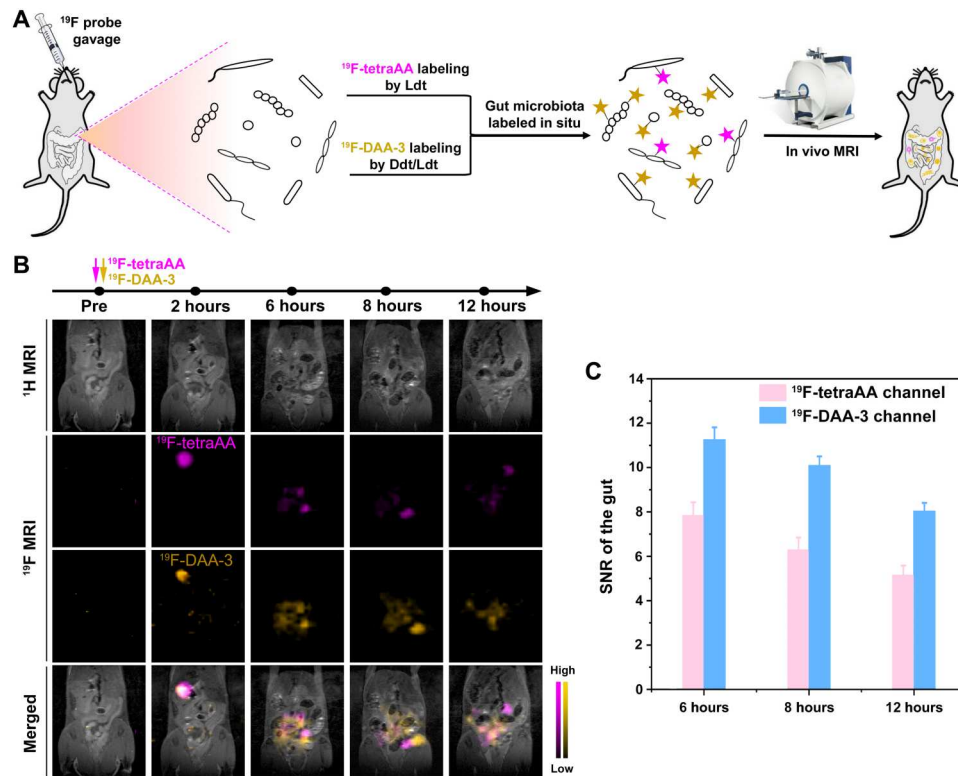 A
¹⁹F probe
gavage
¹⁹F-tetraAA labeling
by Ldt
¹⁹F-DAA-3 labeling
by Ddt/Ldt
Gut microbiota
labeled in situ
In vivo MRI
B
¹⁹F-tetraAA
¹⁹F-DAA-3
Pre
2 hours
6 hours
8 hours
12 hours
¹H MRI
¹⁹F MRI
¹⁹F-tetraAA
¹⁹F-DAA-3
Merged
High
Low
C
14
12
10
8
6
4
2
0
SNR of the gut
¹⁹F-tetraAA channel
¹⁹F-DAA-3 channel
6 hours
8 hours
12 hours